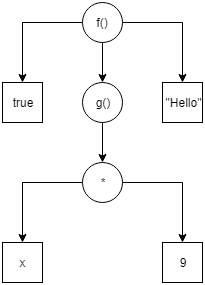 f()
true
g()
"Hello"
*
x
9